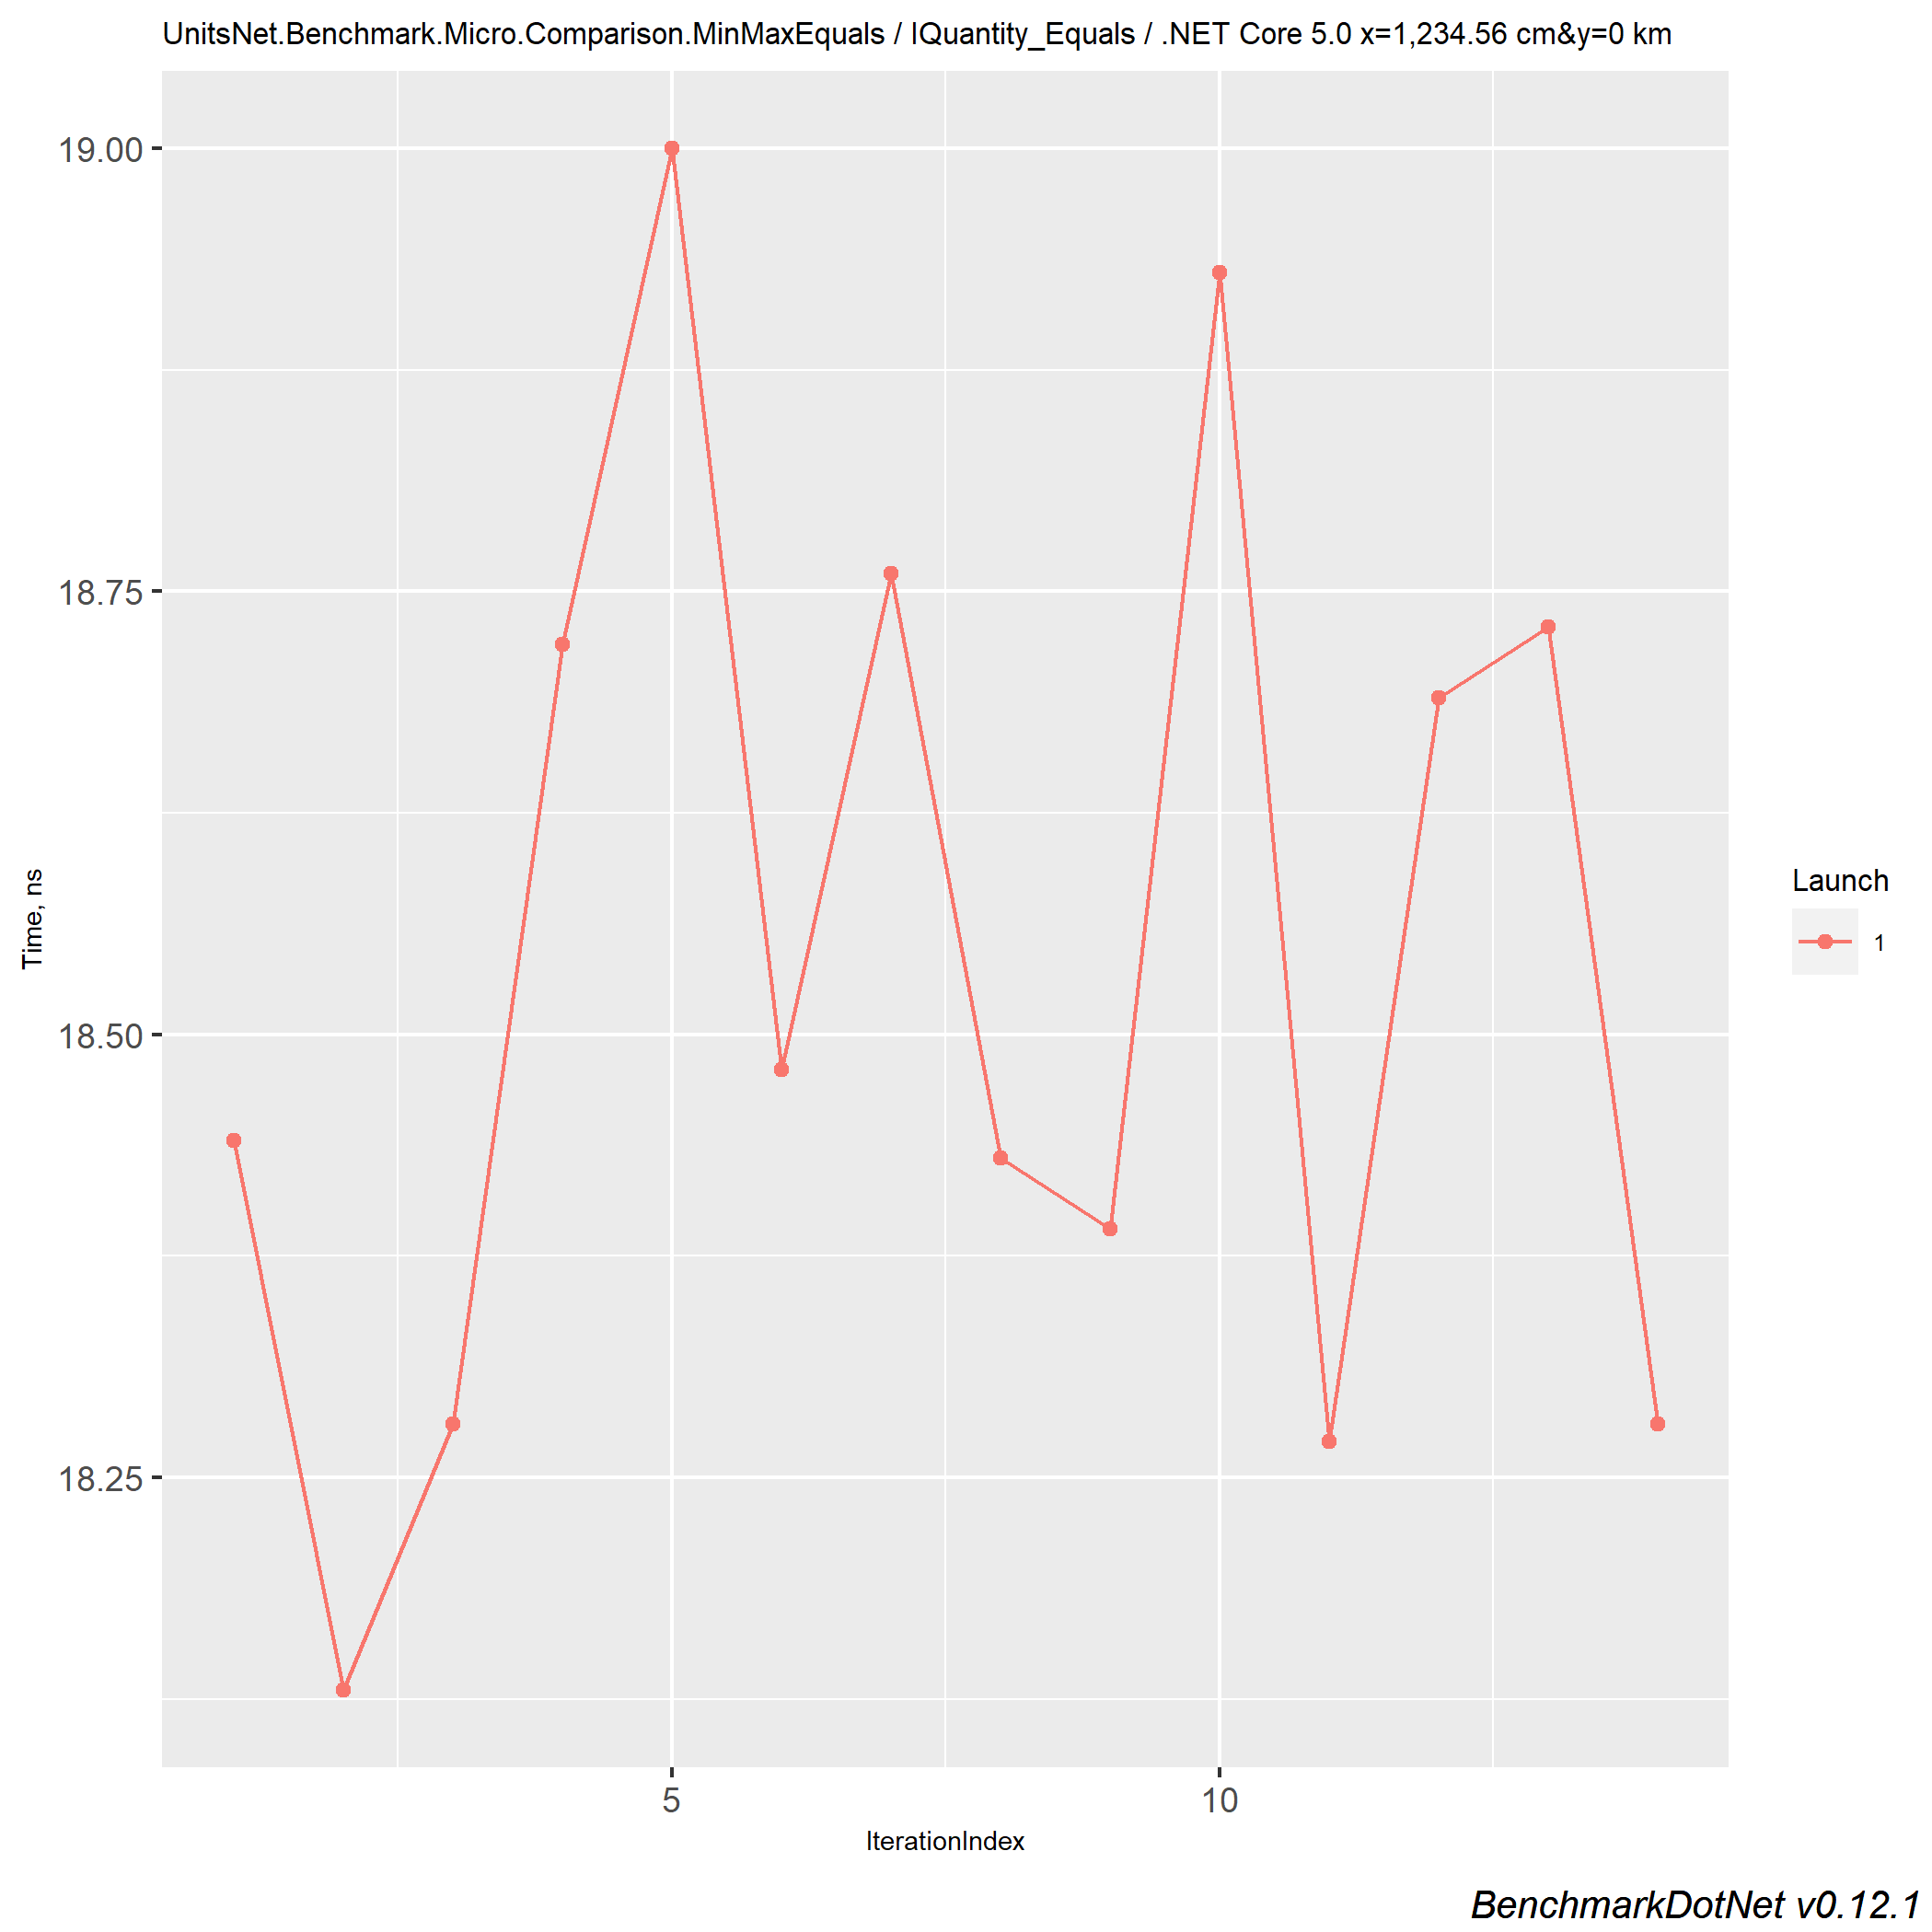 UnitsNet.Benchmark.Micro.Comparison.MinMaxEquals / IQuantity_Equals / .NET Core 5.0 x=1,234.56 cm&y=0 km
19.00
18.75
18.50
18.25
Time, ns
5
10
IterationIndex
Launch
1
BenchmarkDotNet v0.12.1